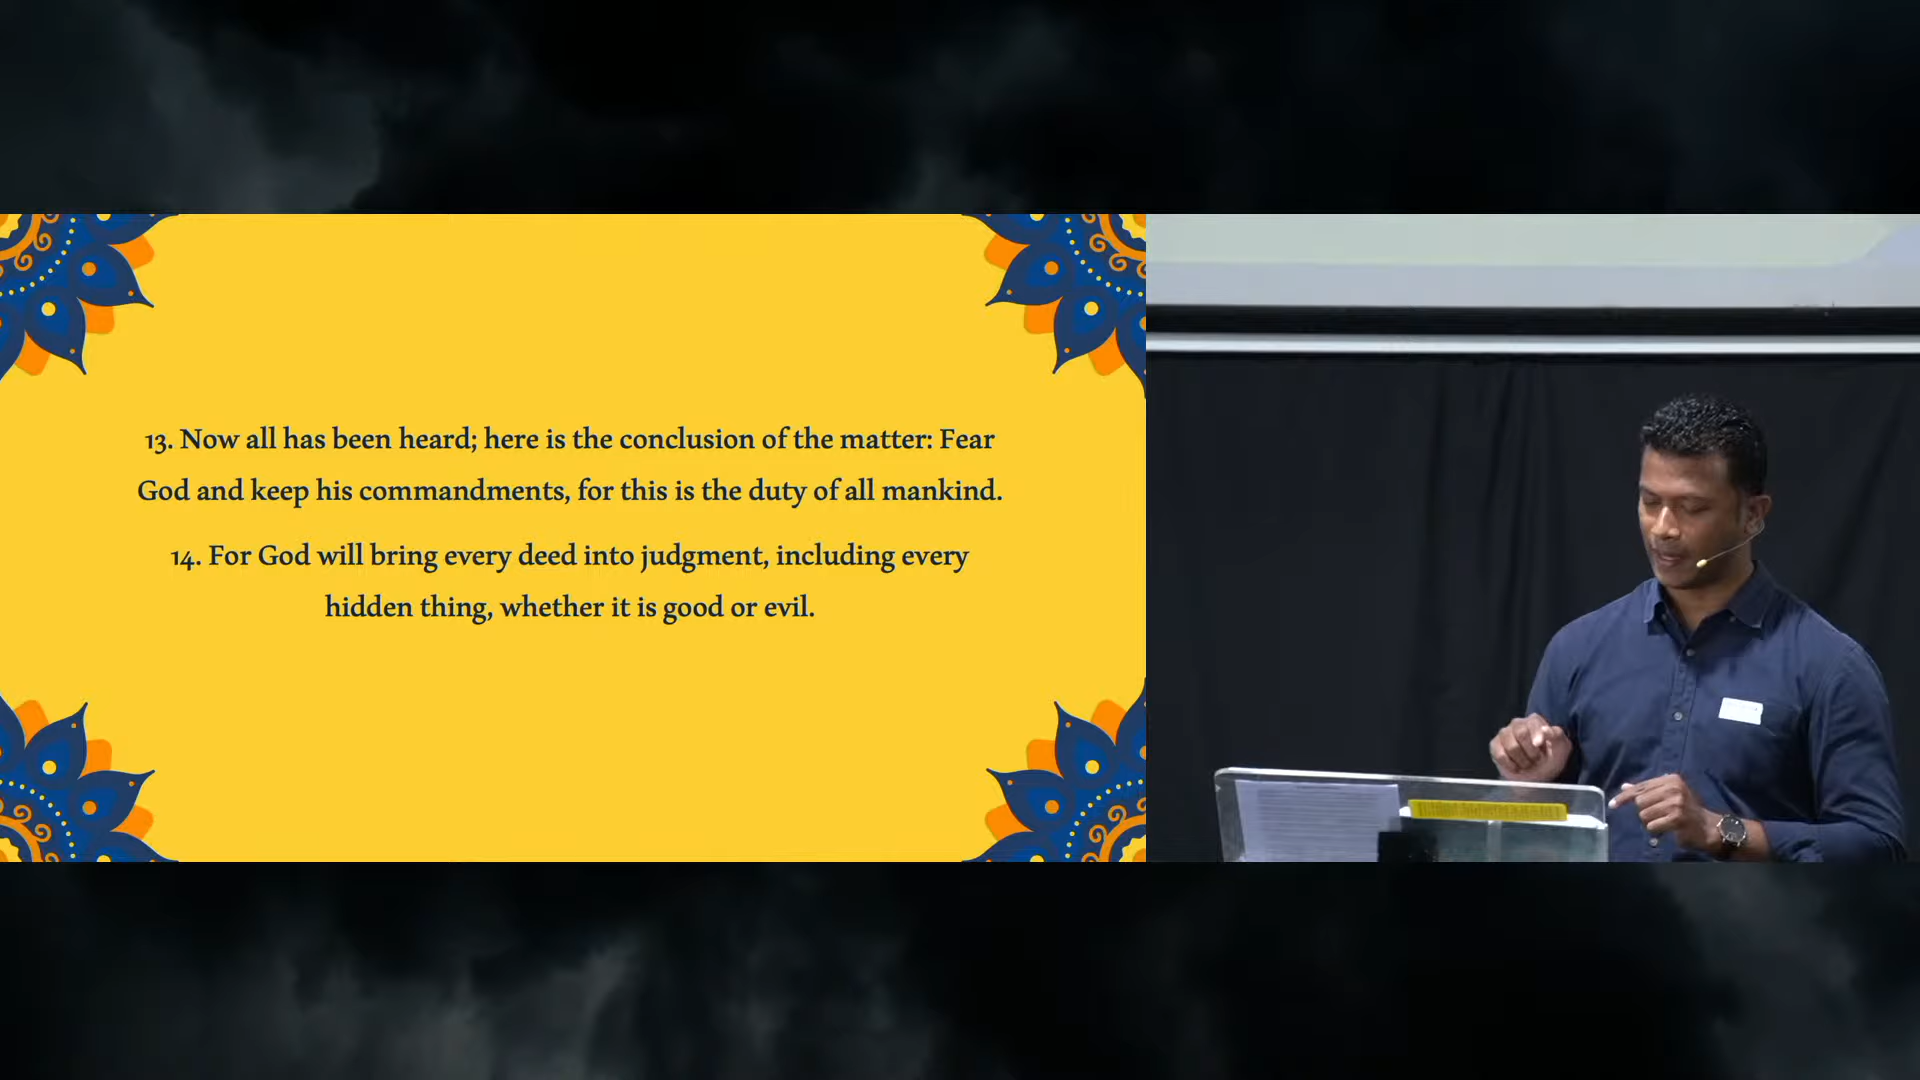 13. Now all has been heard; here is the conclusion of the matter: Fear
God and keep his commandments, for this is the duty of all mankind.
14. For God will bring every deed into judgment, including every
hidden thing, whether it is good or evil.